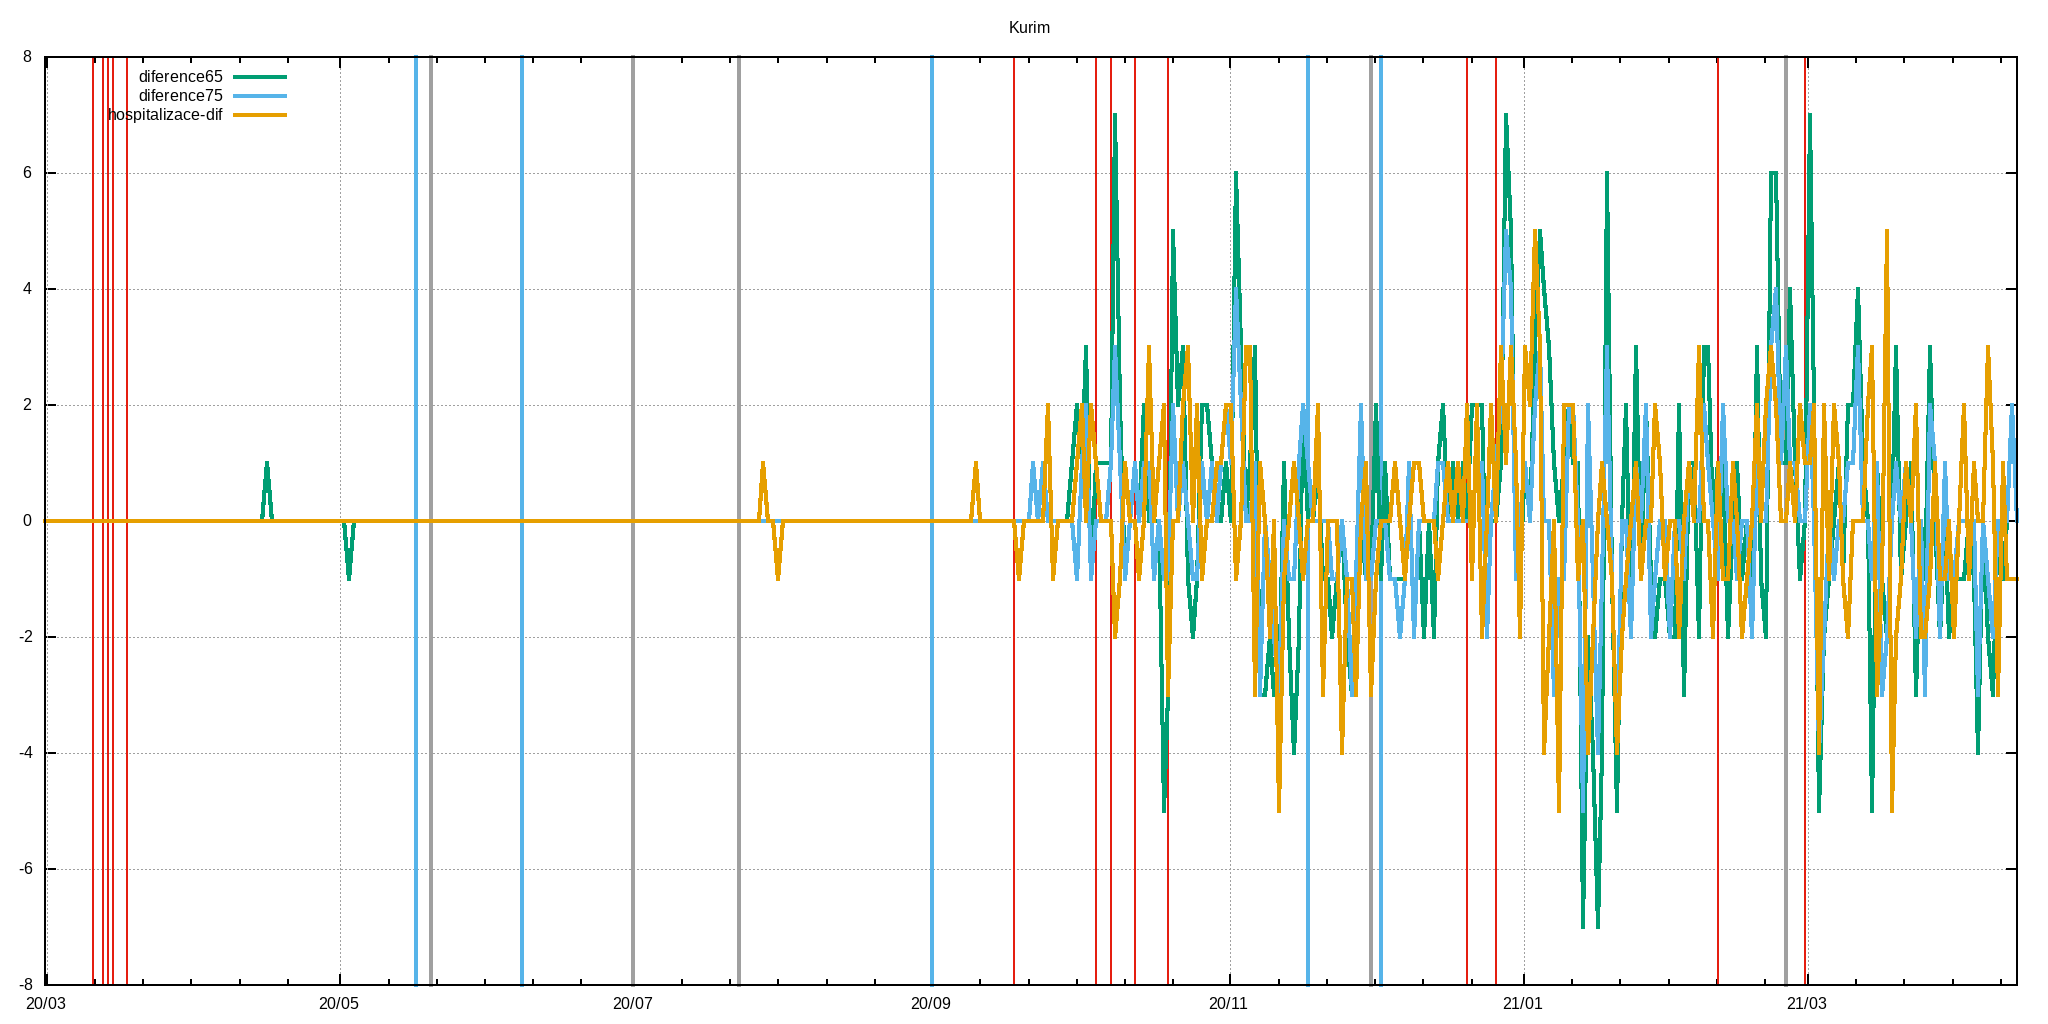 Kurim
8
diference65
diference75
hospitalizace-dif
6
4
2
0
-2
-4
-6
-8
20/03 20/05 20/07 20/09 20/11 21/01 21/03